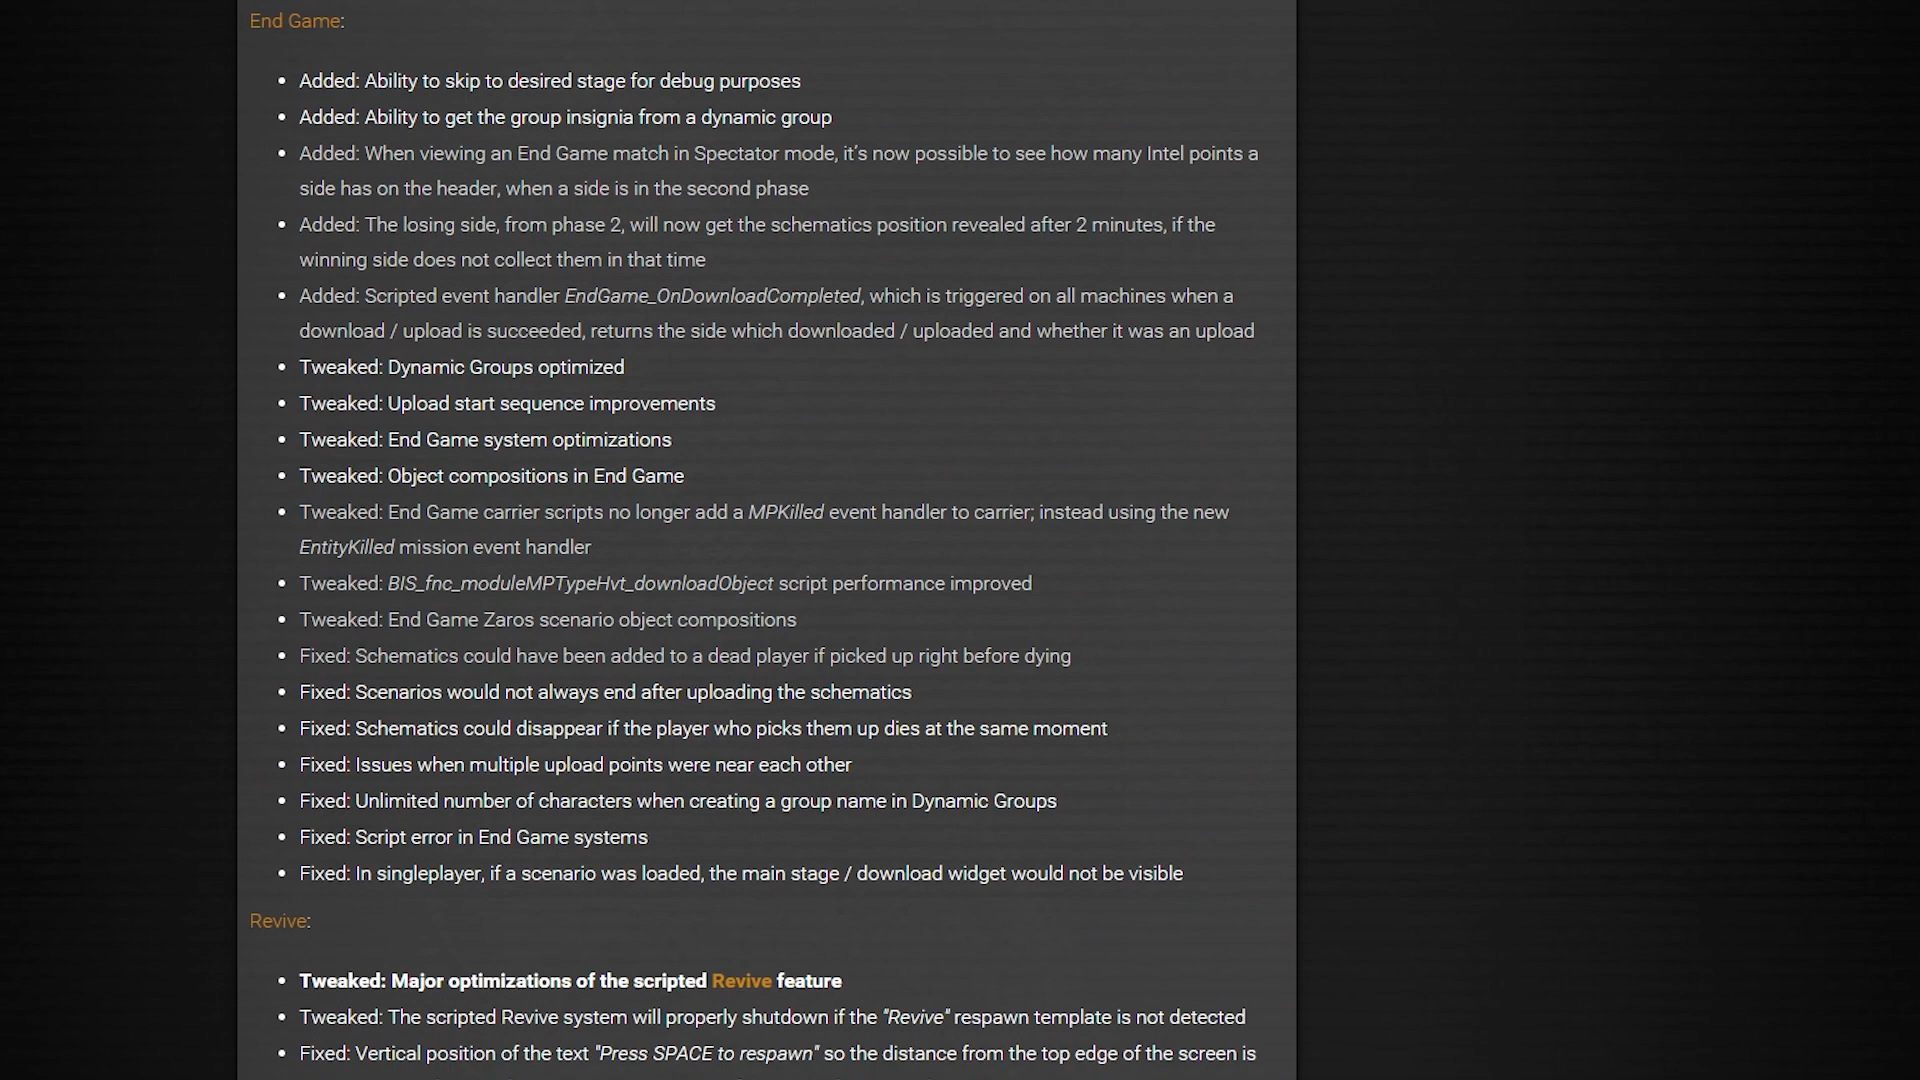 End Game:
• Added: Ability to skip to desired stage for debug purposes
• Added: Ability to get the group insignia from a dynamic group
• Added: When viewing an End Game match in Spectator mode, it's now possible to see how many Intel points a
side has on the header, when a side is in the second phase
• Added: The losing side, from phase 2, will now get the schematics position revealed after 2 minutes, if the
winning side does not collect them in that time
• Added: Scripted event handler EndGame_OnDownloadCompleted, which is triggered on all machines when a
download / upload is succeeded, returns the side which downloaded / uploaded and whether it was an upload
• Tweaked: Dynamic Groups optimized
• Tweaked: Upload start sequence improvements
• Tweaked: End Game system optimizations
• Tweaked: Object compositions in End Game
• Tweaked: End Game carrier scripts no longer add a MPKilled event handler to carrier; instead using the new
EntityKilled mission event handler
• Tweaked: BIS_fnc_moduleMPTypeHvt_downloadObject script performance improved
• Tweaked: End Game Zaros scenario object compositions
• Fixed: Schematics could have been added to a dead player if picked up right before dying
• Fixed: Scenarios would not always end after uploading the schematics
• Fixed: Schematics could disappear if the player who picks them up dies at the same moment
• Fixed: Issues when multiple upload points were near each other
• Fixed: Unlimited number of characters when creating a group name in Dynamic Groups
• Fixed: Script error in End Game systems
• Fixed: In singleplayer, if a scenario was loaded, the main stage / download widget would not be visible
Revive:
• Tweaked: Major optimizations of the scripted Revive feature
• Tweaked: The scripted Revive system will properly shutdown if the "Revive" respawn template is not detected
• Fixed: Vertical position of the text "Press SPACE to respawn" so the distance from the top edge of the screen is